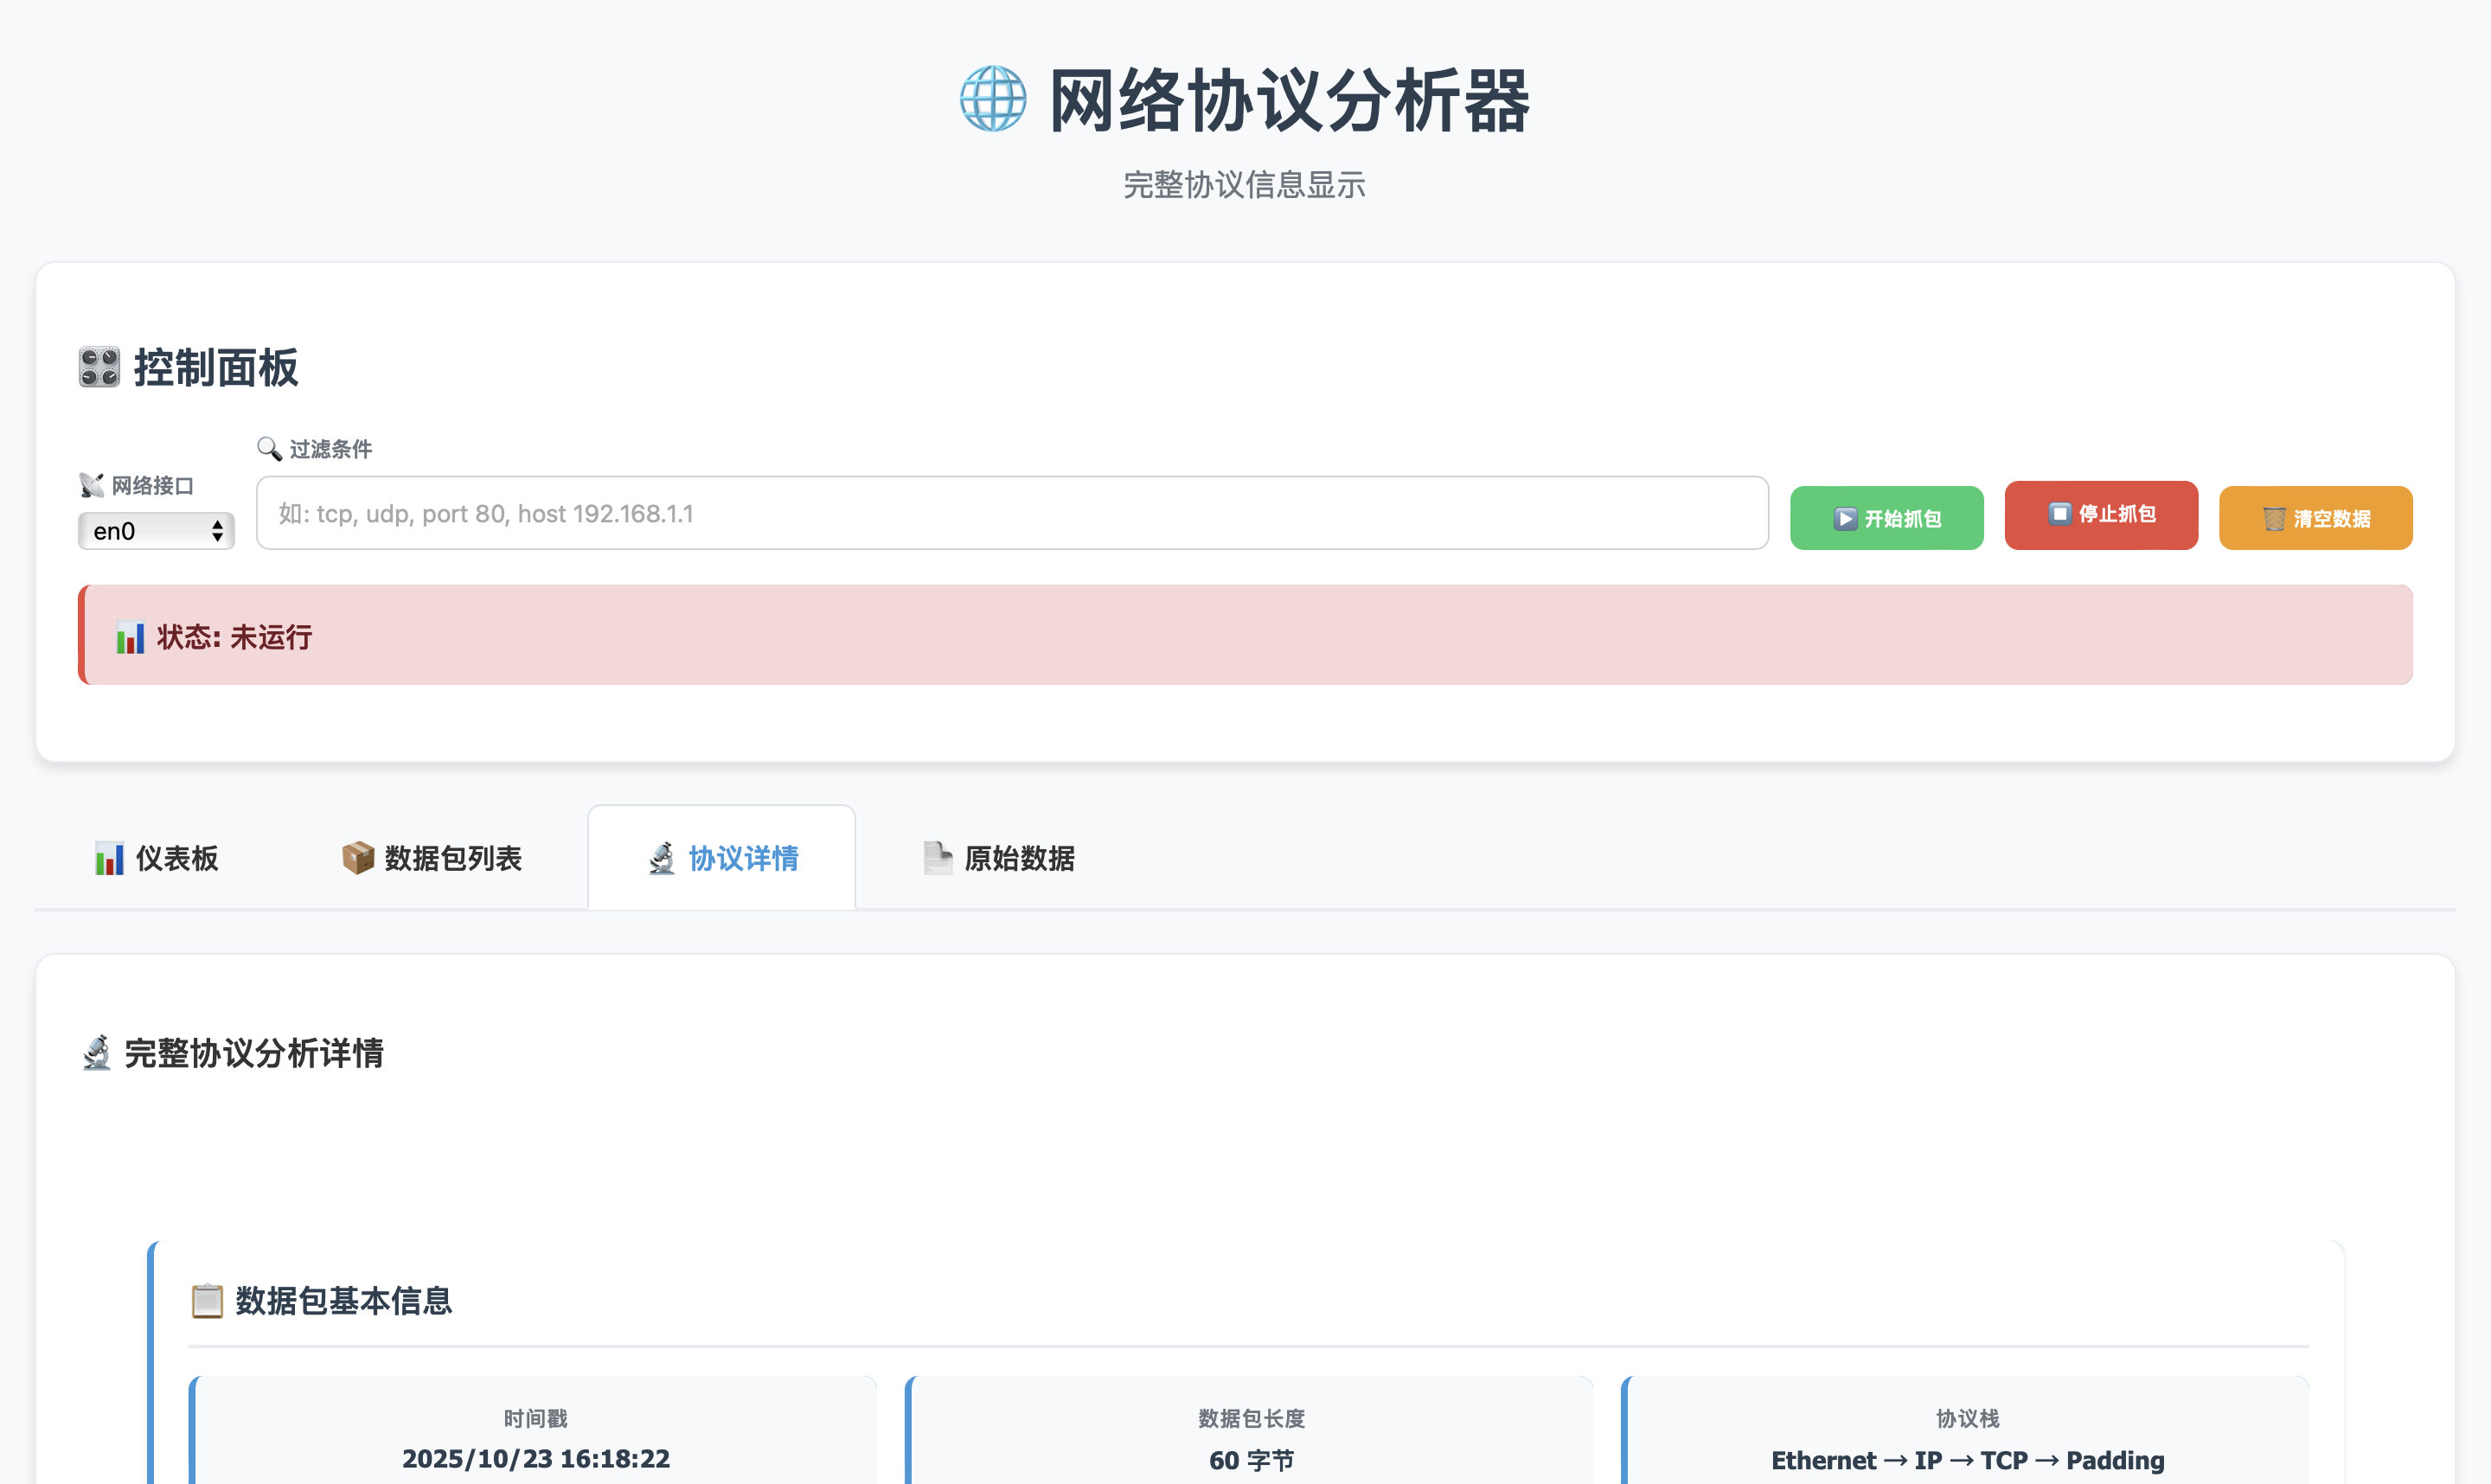 网络协议分析器
完整协议信息显示
控制面板
网络接口
en0
过滤条件
如: tcp, udp, port 80, host 192.168.1.1
开始抓包
停止抓包
清空数据
状态: 未运行
仪表板
数据包列表
协议详情
原始数据
完整协议分析详情
数据包基本信息
时间戳
2025/10/23 16:18:22
数据包长度
60 字节
协议栈
Ethernet → IP → TCP → Padding